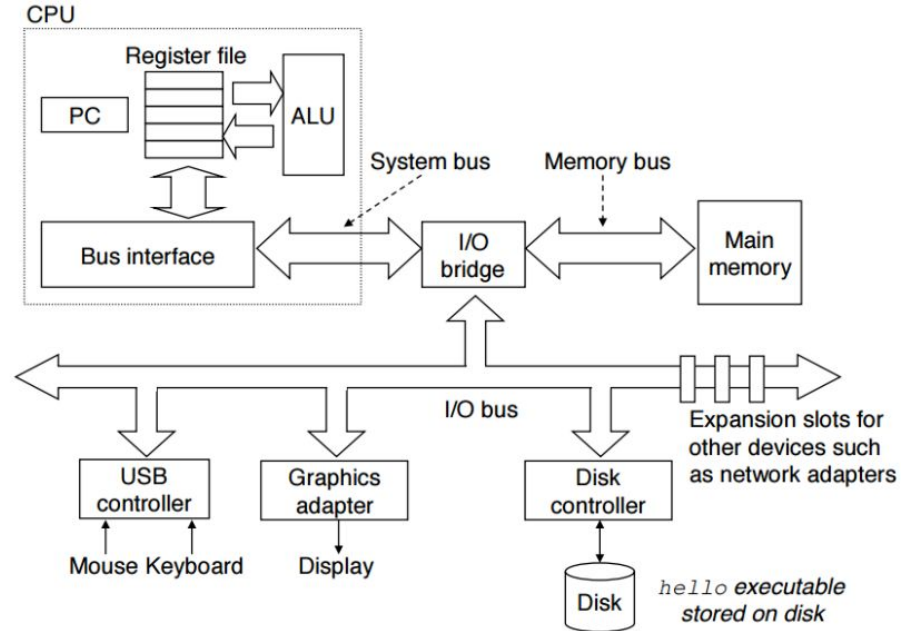 CPU
Register file
PC
ALU
System bus
Memory bus
Bus interface
I/O
bridge
Main
memory
I/O bus
Expansion slots for
other devices such
as network adapters
USB
controller
Graphics
adapter
Disk
controller
Mouse Keyboard
Display
Disk
hello executable
stored on disk